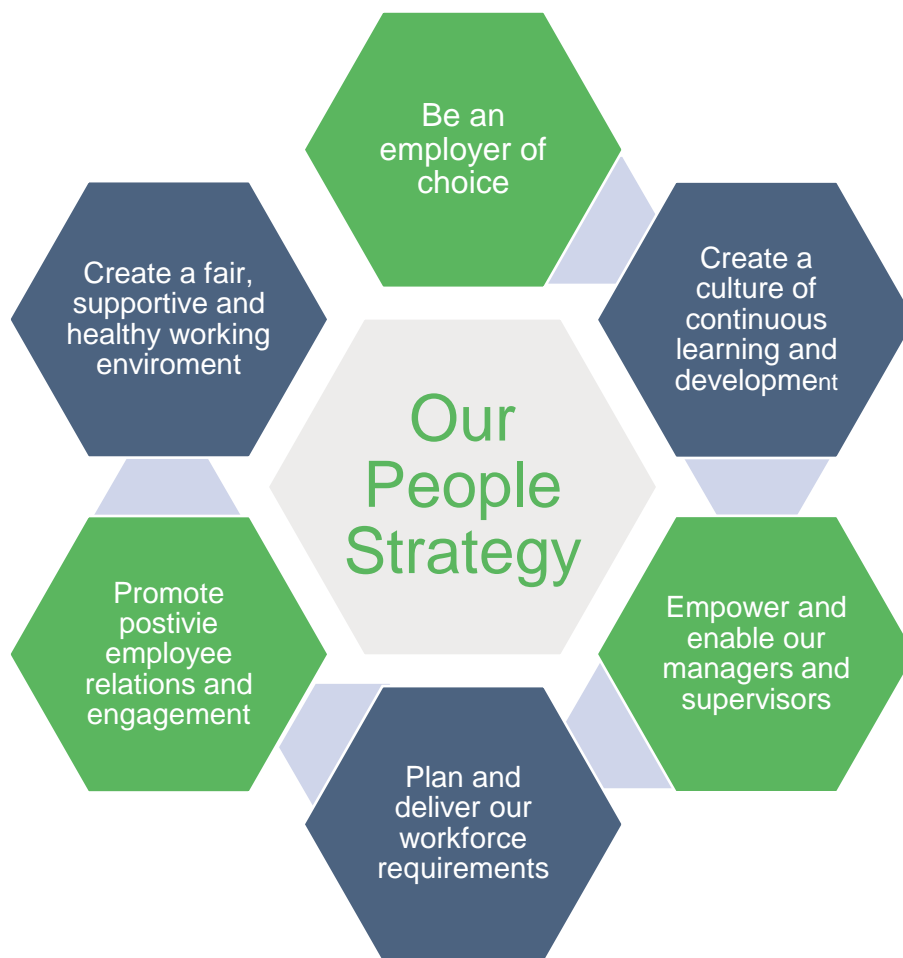 Be an
employer of
choice
Create a
culture of
continuous
learning and
development
Empower and
enable our
managers and
supervisors
Plan and
deliver our
workforce
requirements
Promote
postivie
employee
relations and
engagement
Create a fair,
supportive and
healthy working
enviroment
Our
People
Strategy